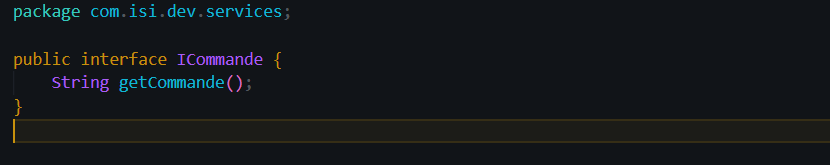 package com.isi.dev.services;
public interface ICommande {
    String getCommande();
}